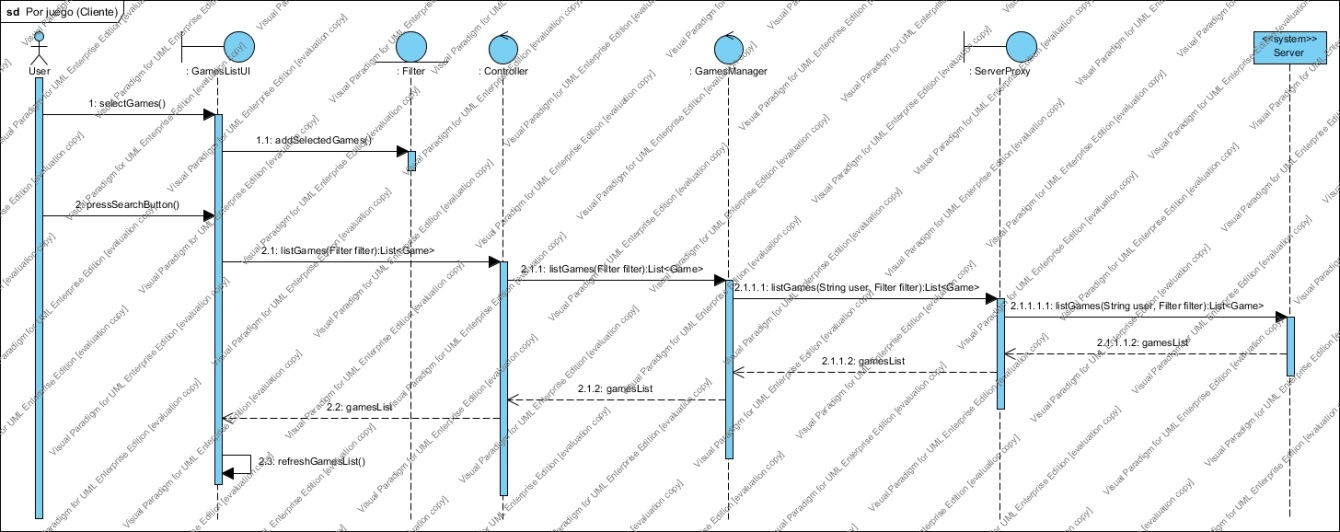 sd Por juego (Cliente)
User
: GamesListUI
: Filter
: Controller
: GamesManager
: ServerProxy
<<system>>
Server
1: selectGames()
1.1: addSelectedGames()
2: pressSearchButton()
2.1: listGames(Filter filter):List<Game>
2.1.1: listGames(Filter filter):List<Game>
2.1.1.1: listGames(String user, Filter filter):List<Game>
2.1.1.1.1: listGames(String user, Filter filter):List<Game>
2.1.1.1.2: gamesList
2.1.1.2: gamesList
2.1.2: gamesList
2.2: gamesList
2.3: refreshGamesList()
Visual Paradigm for UML Enterprise Edition [evaluation copy]